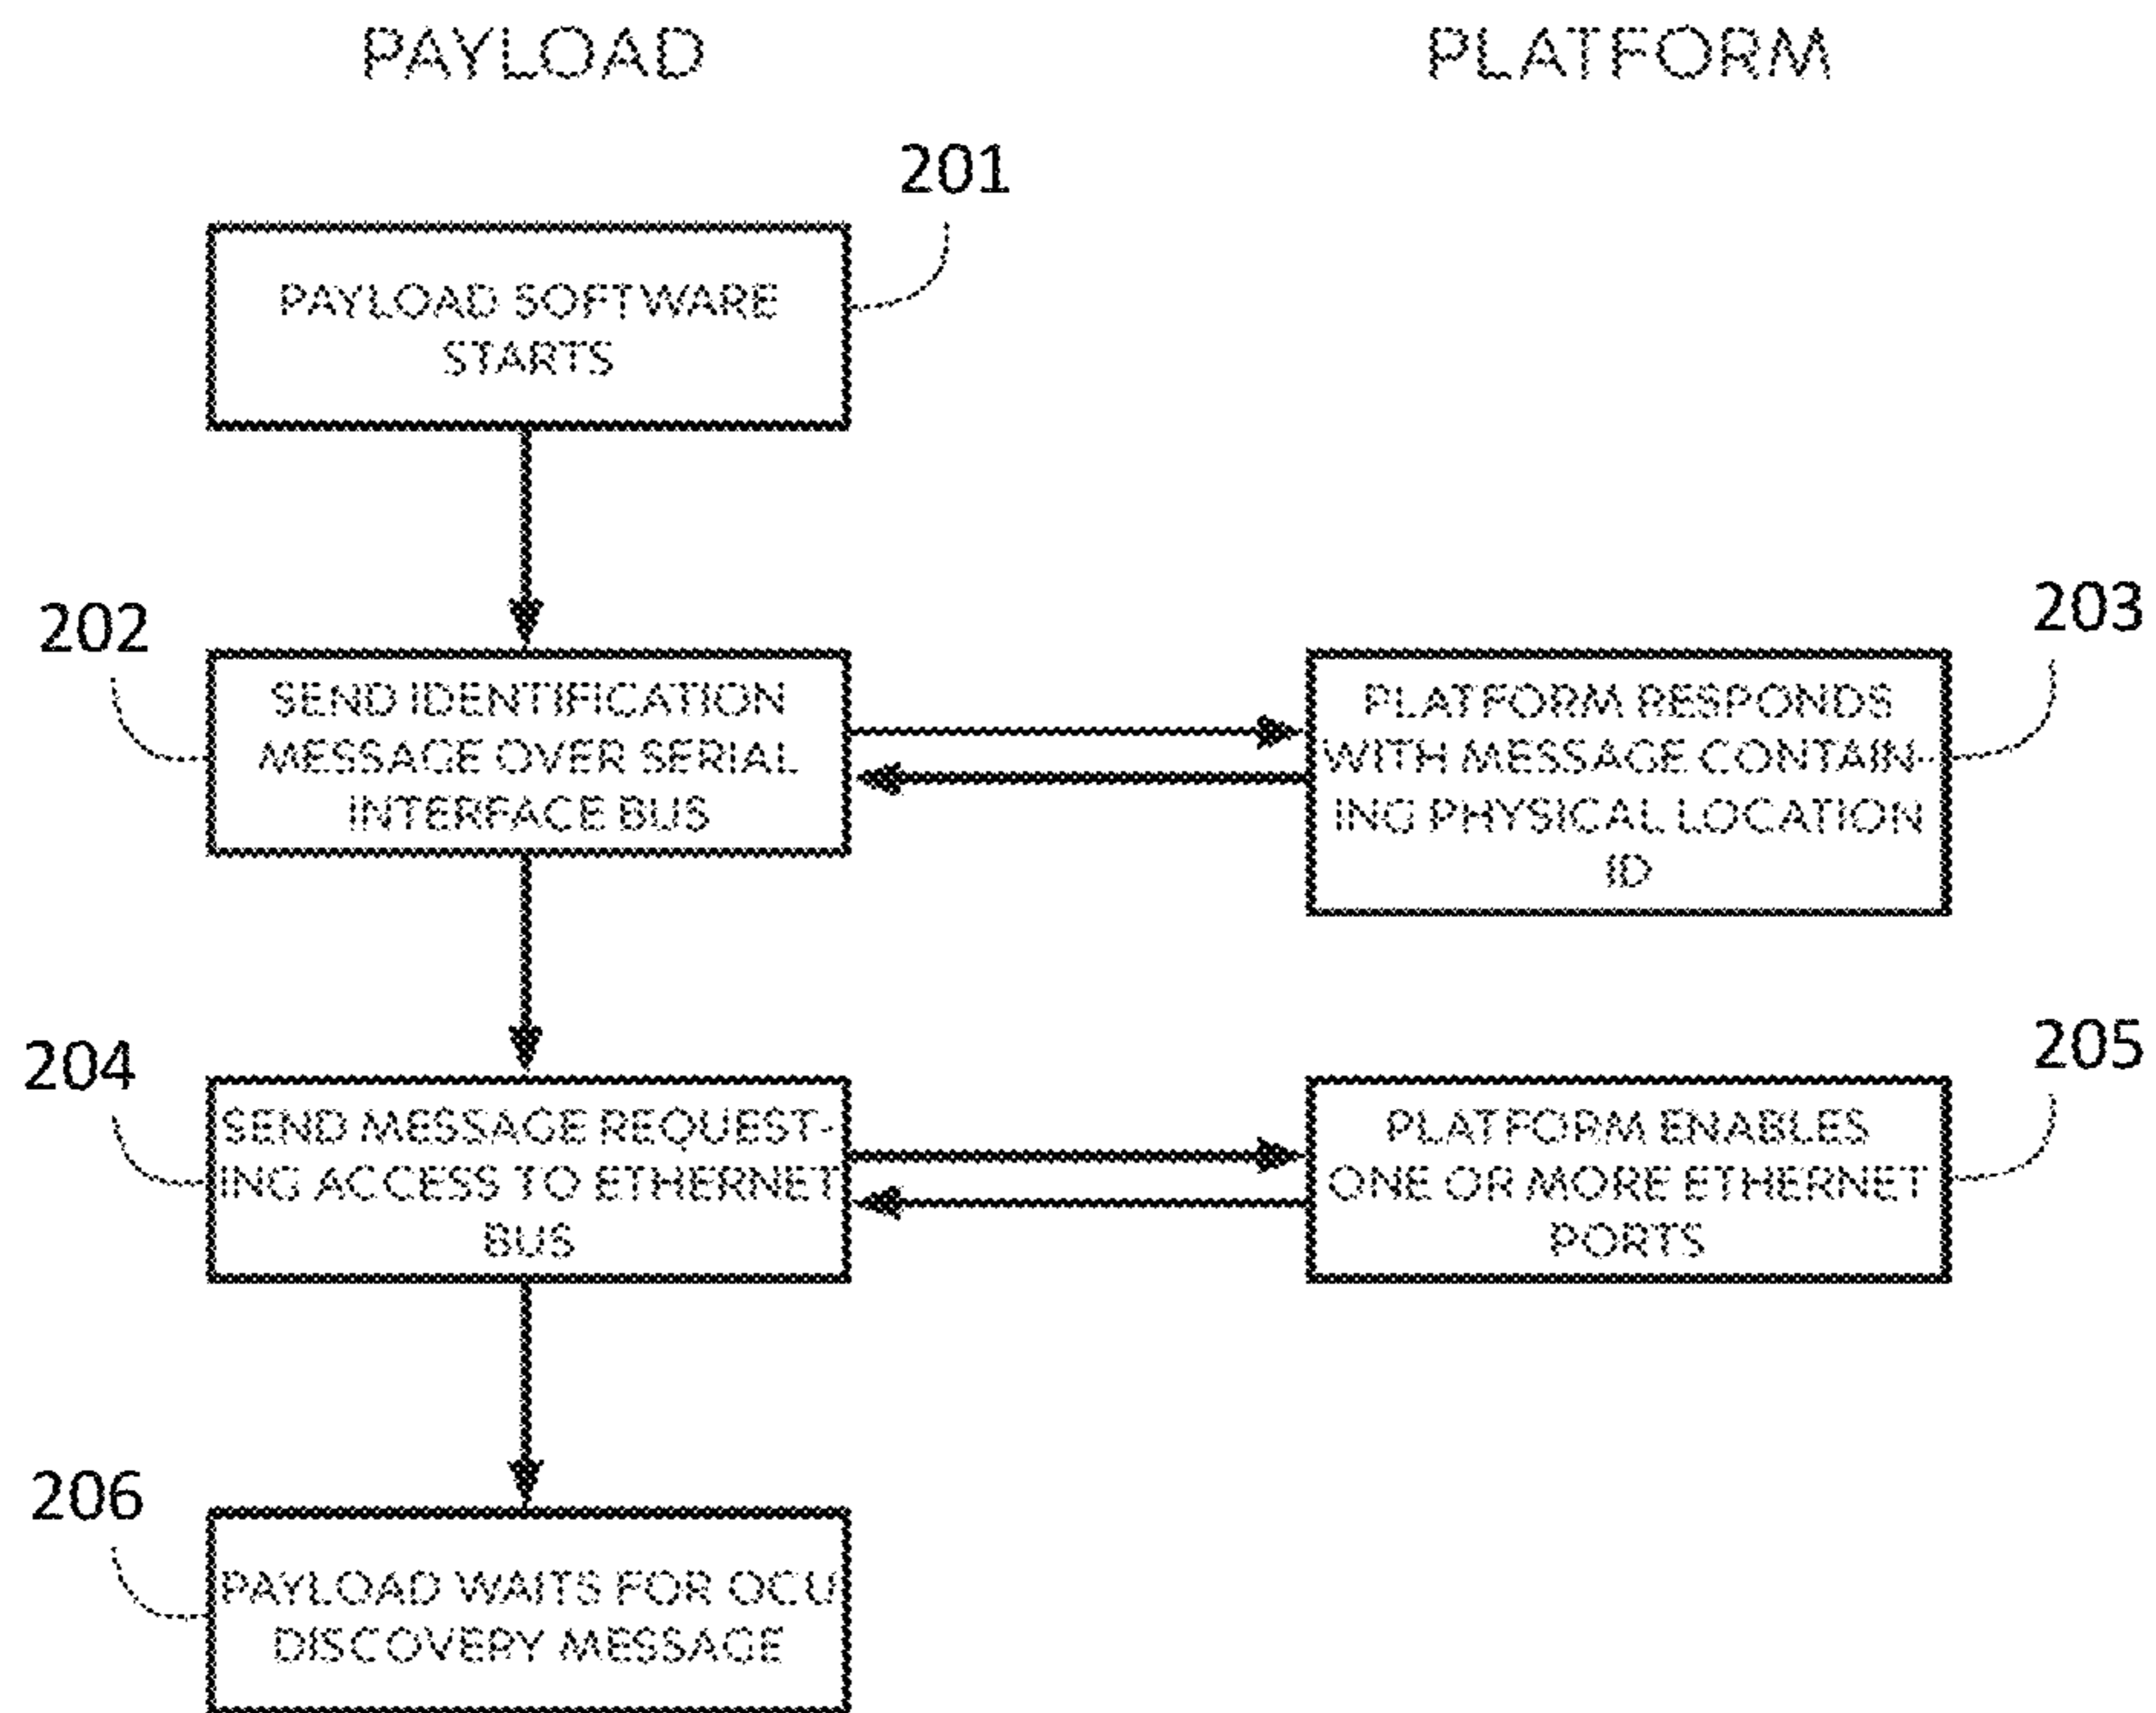 PAYLOAD
PLATFORM
201
PAYLOAD SOFTWARE
STARTS
202
SEND IDENTIFICATION
MESSAGE OVER SERIAL
INTERFACE BUS
203
PLATFORM RESPONDS
WITH MESSAGE CONTAIN-
ING PHYSICAL LOCATION
ID
204
SEND MESSAGE REQUEST-
ING ACCESS TO ETHERNET
BUS
205
PLATFORM ENABLES
ONE OR MORE ETHERNET
PORTS
206
PAYLOAD WAITS FOR OCU
DISCOVERY MESSAGE